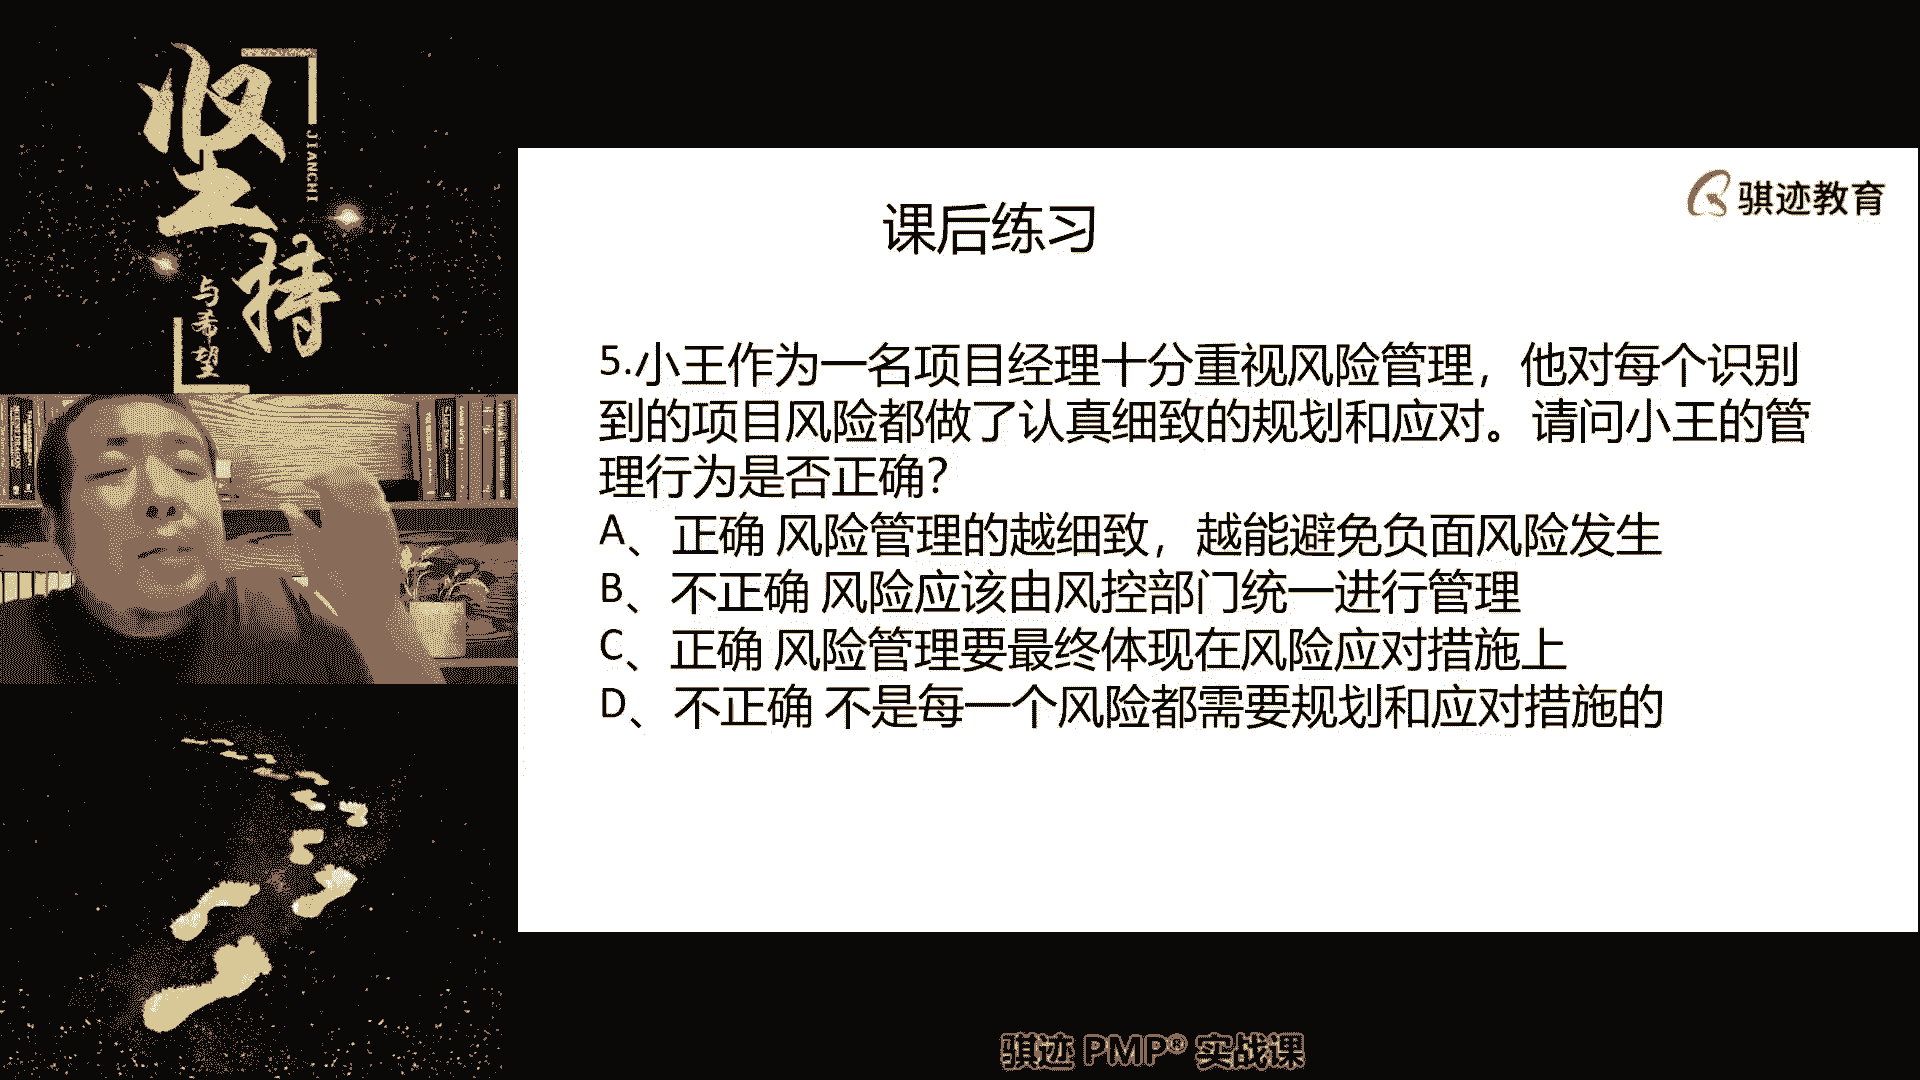 坚持
JIANCHI
与希望
骐迹教育
课后练习
5.小王作为一名项目经理十分重视风险管理，他对每个识别
到的项目风险都做了认真细致的规划和应对。请问小王的管
理行为是否正确？
A、正确 风险管理的越细致，越能避免负面风险发生
B、不正确 风险应该由风控部门统一进行管理
C、正确 风险管理要最终体现在风险应对措施上
D、不正确 不是每一个风险都需要规划和应对措施的
骐迹 PMP® 实战课